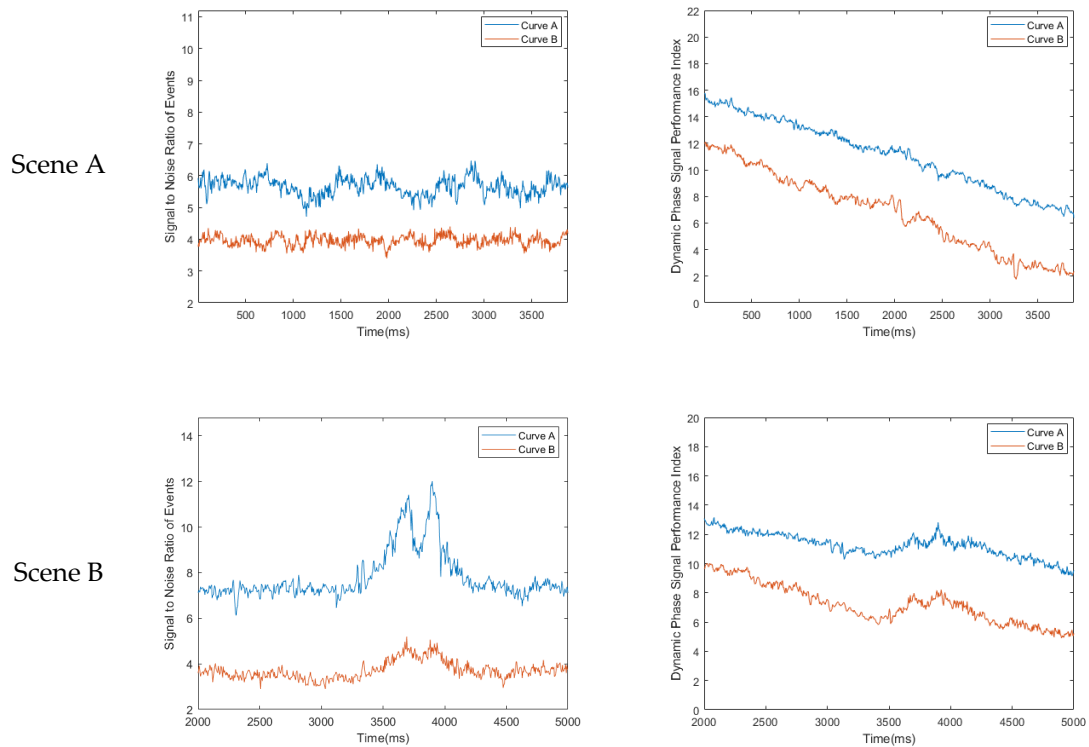 Scene A
Signal to Noise Ratio of Events
11
10
9
8
7
6
5
4
3
2
500 1000 1500 2000 2500 3000 3500
Time(ms)
Curve A
Curve B
Dynamic Phase Signal Performance Index
22
20
18
16
14
12
10
8
6
4
2
0
500 1000 1500 2000 2500 3000 3500
Time(ms)
Curve A
Curve B
Scene B
Signal to Noise Ratio of Events
14
12
10
8
6
4
2
2000 2500 3000 3500 4000 4500 5000
Time(ms)
Curve A
Curve B
Dynamic Phase Signal Performance Index
20
18
16
14
12
10
8
6
4
2
0
2000 2500 3000 3500 4000 4500 5000
Time(ms)
Curve A
Curve B